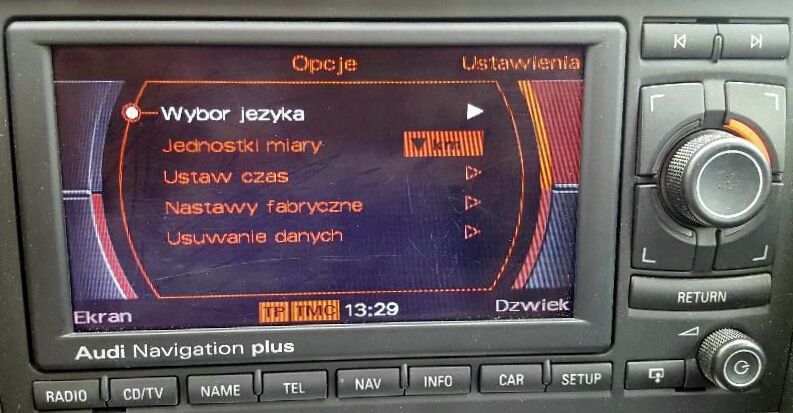 Opcje Ustawienia
Wybor jezyka
Jednostki miary km
Ustaw czas
Nastawy fabryczne
Usuwanie danych
Ekran TP TMC 13:29 Dzwiek
RETURN
Audi Navigation plus
RADIO CD/TV NAME TEL NAV INFO CAR SETUP